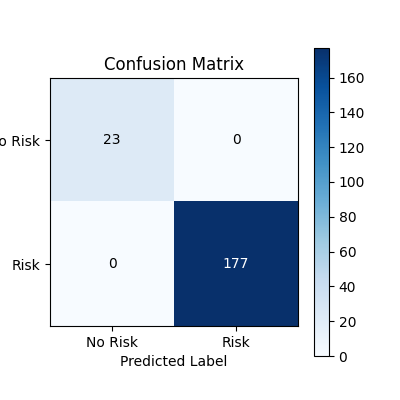 Confusion Matrix
o Risk
23
0
Risk
0
177
No Risk
Risk
Predicted Label
160
140
120
100
80
60
40
20
0